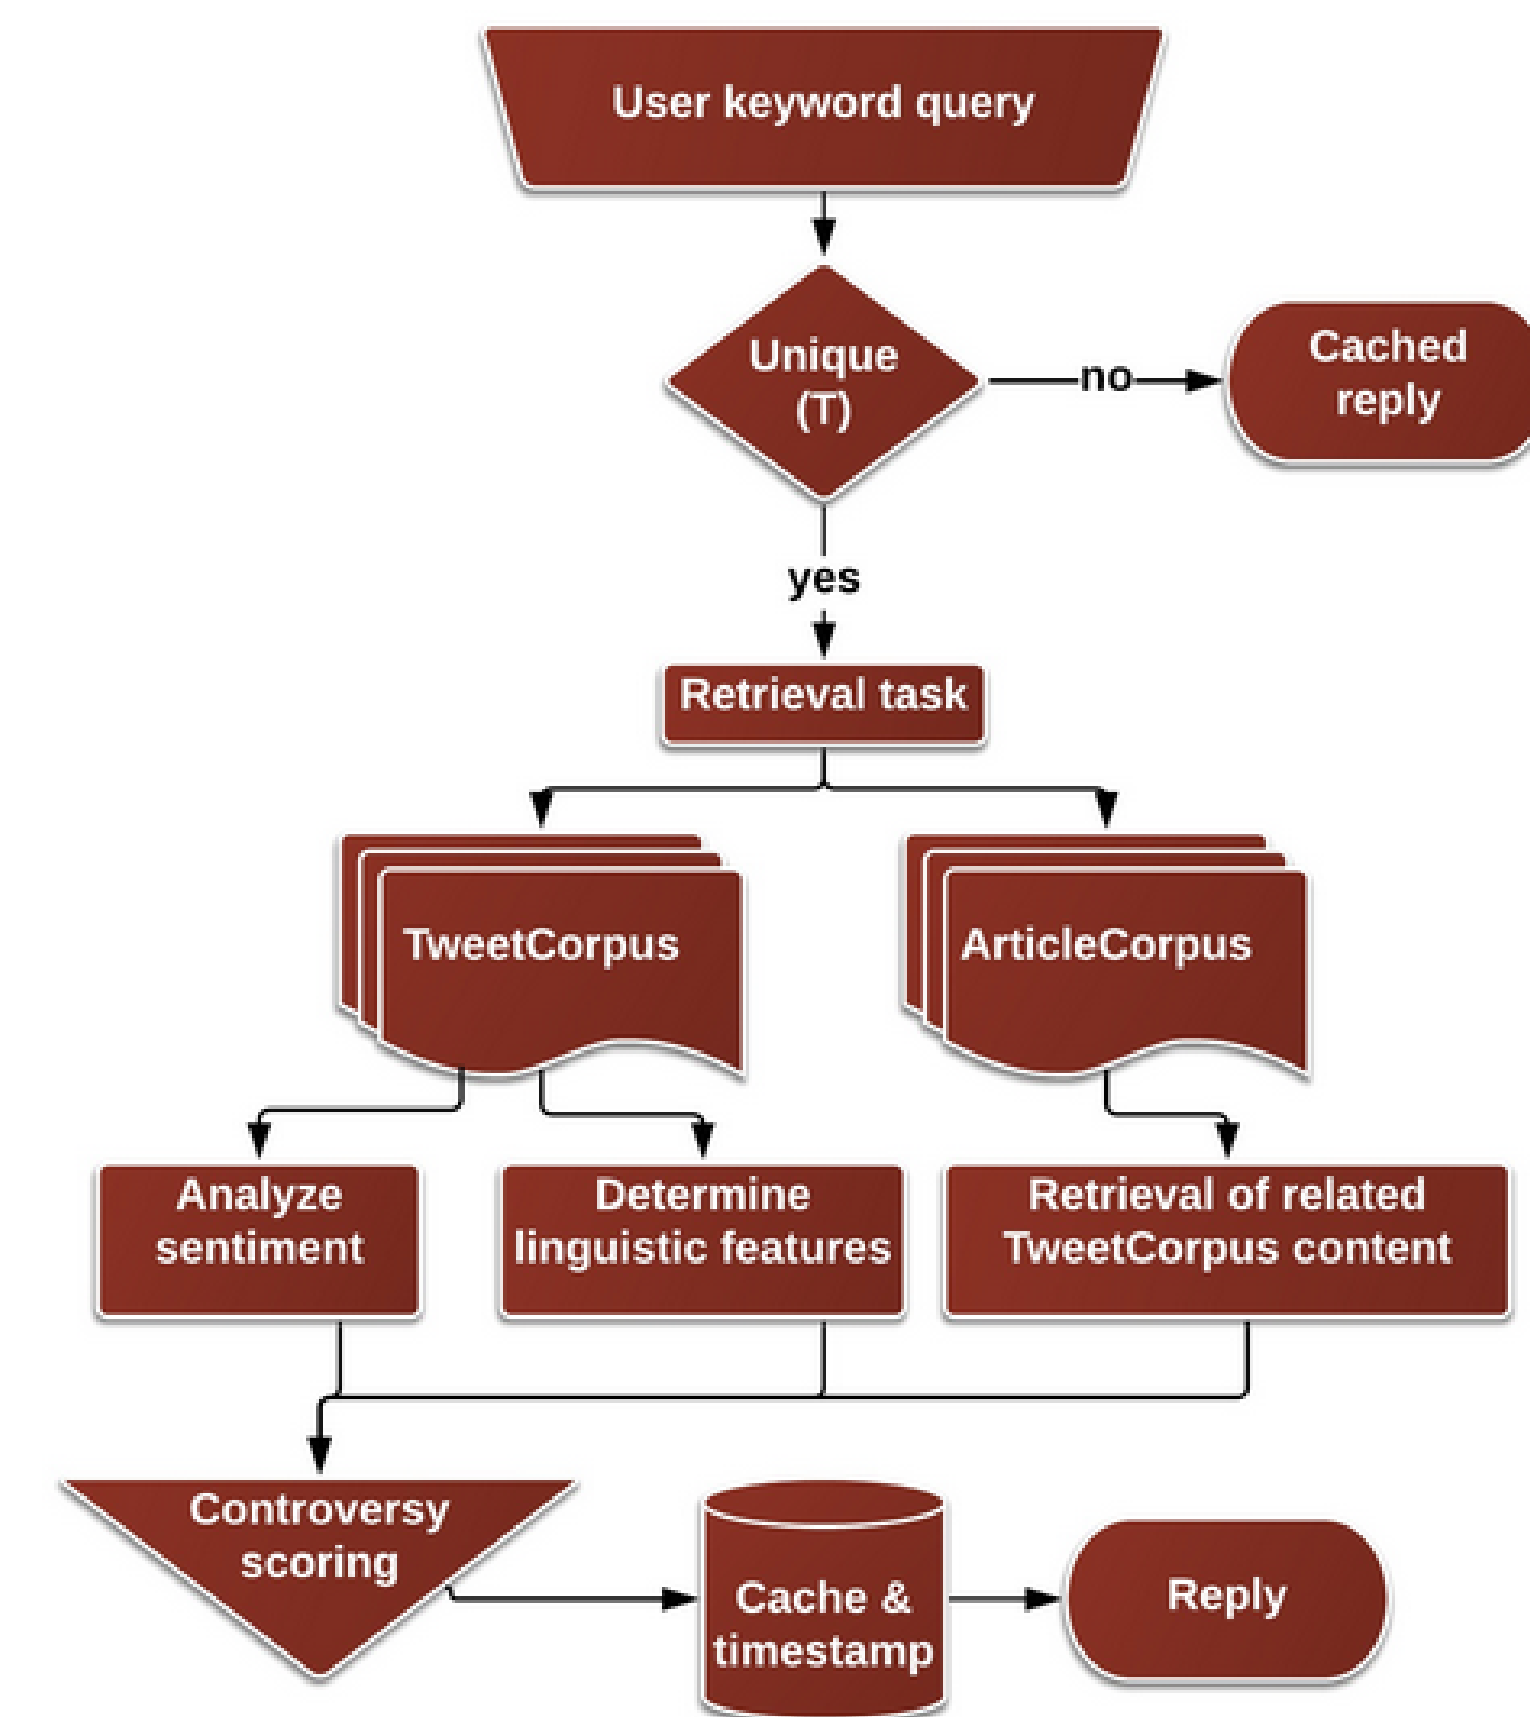 User keyword query
Unique
(T)
no
Cached
reply
yes
Retrieval task
TweetCorpus
ArticleCorpus
Analyze
sentiment
Determine
linguistic features
Retrieval of related
TweetCorpus content
Controversy
scoring
Cache &
timestamp
Reply